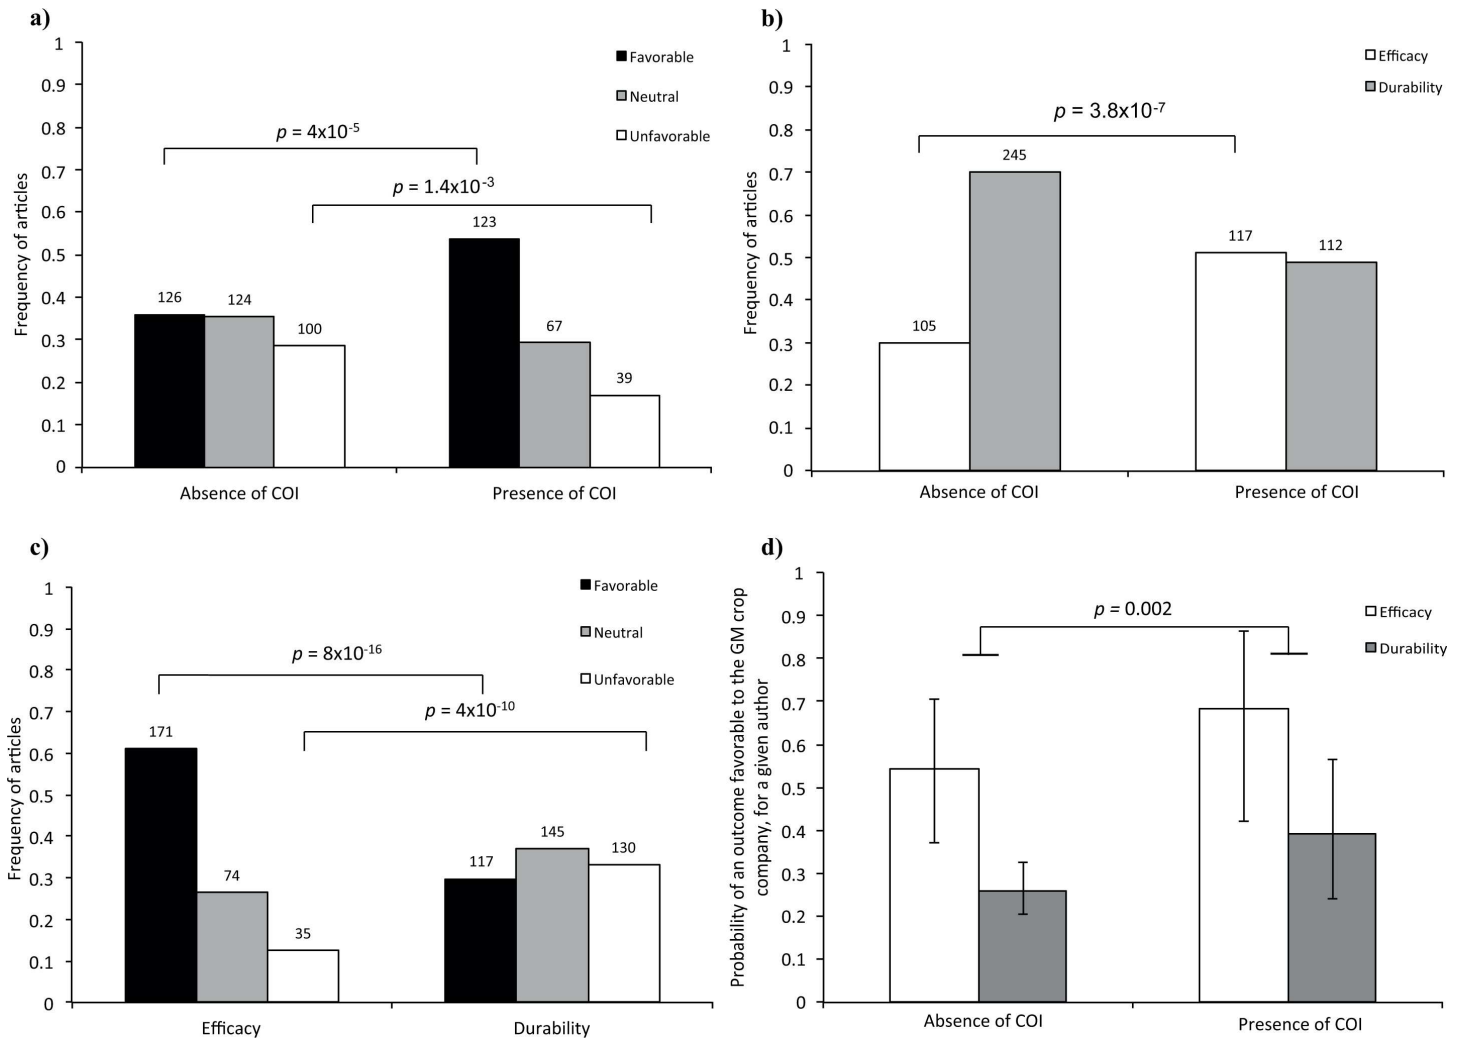 a)
1
0.9
0.8
0.7
0.6
0.5
0.4
0.3
0.2
0.1
0
Frequency of articles
Favorable
Neutral
Unfavorable
p = 4x10-5
p = 1.4x10-3
126
124
100
123
67
39
Absence of COI
Presence of COI
b)
1
0.9
0.8
0.7
0.6
0.5
0.4
0.3
0.2
0.1
0
Frequency of articles
Efficacy
Durability
p = 3.8x10-7
105
245
117
112
Absence of COI
Presence of COI
c)
1
0.9
0.8
0.7
0.6
0.5
0.4
0.3
0.2
0.1
0
Frequency of articles
Favorable
Neutral
Unfavorable
p = 8x10-16
p = 4x10-10
171
74
35
117
145
130
Efficacy
Durability
d)
1
0.9
0.8
0.7
0.6
0.5
0.4
0.3
0.2
0.1
0
Probability of an outcome favorable to the GM crop
company, for a given author
Efficacy
Durability
p = 0.002
Absence of COI
Presence of COI